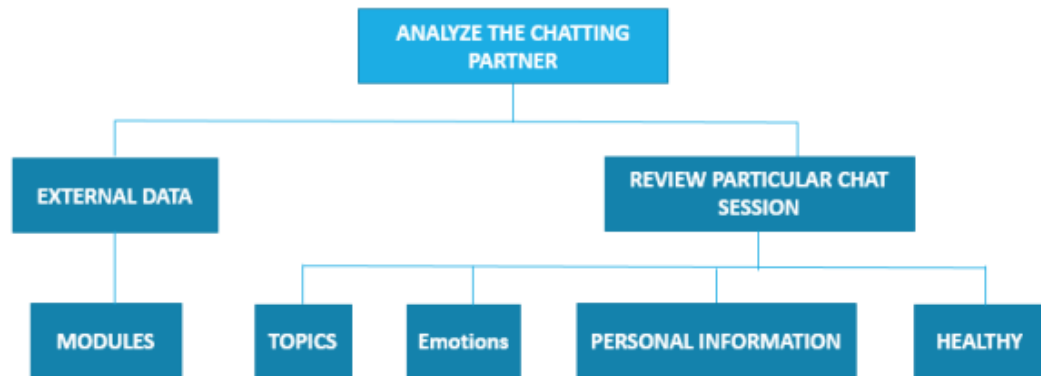 ANALYZE THE CHATTING
PARTNER
EXTERNAL DATA
REVIEW PARTICULAR CHAT
SESSION
MODULES
TOPICS
Emotions
PERSONAL INFORMATION
HEALTHY